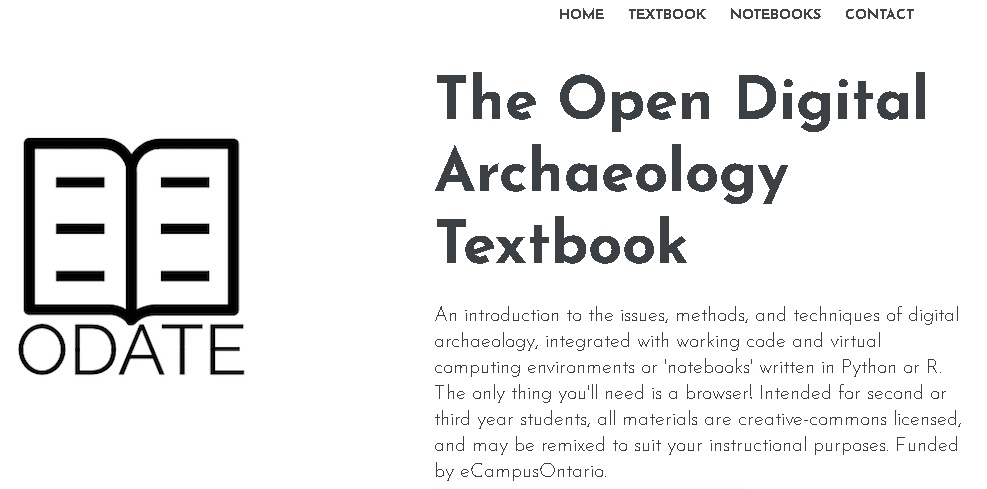 HOME TEXTBOOK NOTEBOOKS CONTACT
The Open Digital
Archaeology
Textbook
ODATE
An introduction to the issues, methods, and techniques of digital
archaeology, integrated with working code and virtual
computing environments or 'notebooks' written in Python or R.
The only thing you'll need is a browser! Intended for second or
third year students, all materials are creative-commons licensed,
and may be remixed to suit your instructional purposes. Funded
by eCampusOntario.